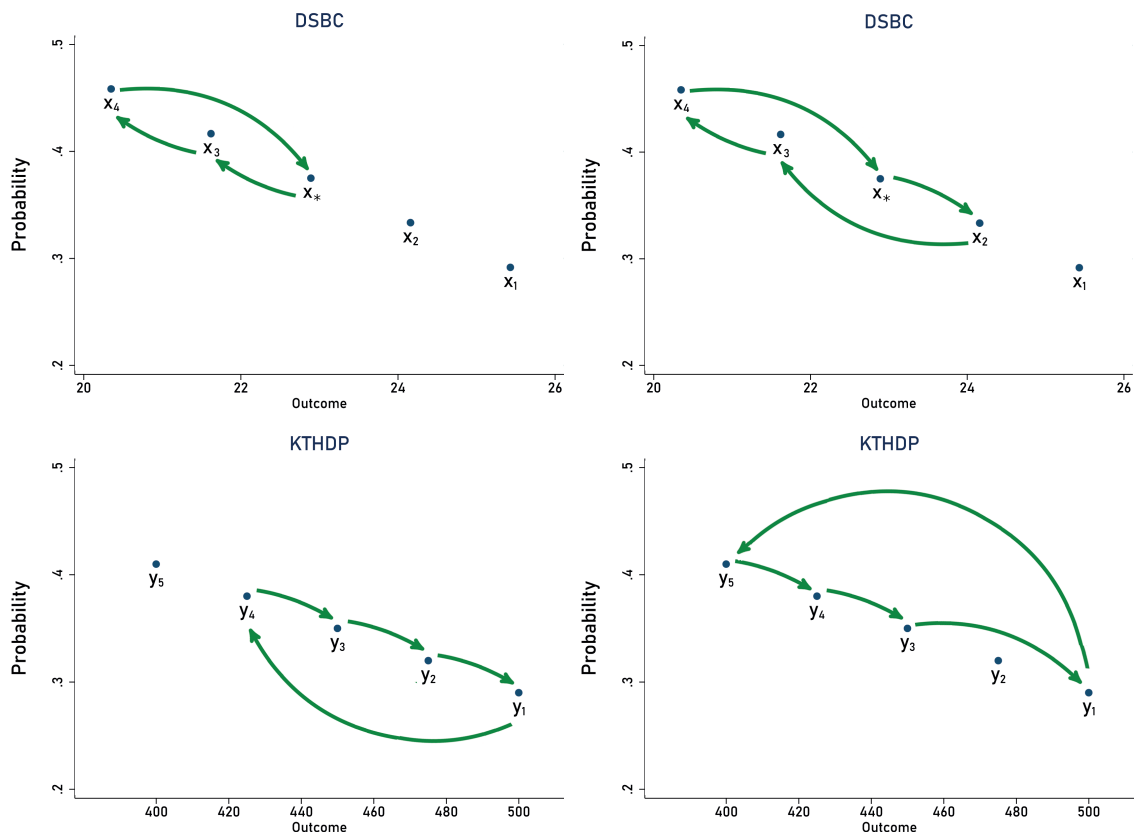 DSBC
Probability
.5
.4
.3
.2
x4
x3
x*
x2
x1
20
22
24
26
Outcome
DSBC
Probability
.5
.4
.3
.2
x4
x3
x*
x2
x1
20
22
24
26
Outcome
KTHDP
Probability
.5
.4
.3
.2
y5
y4
y3
y2
y1
400
420
440
460
480
500
Outcome
KTHDP
Probability
.5
.4
.3
.2
y5
y4
y3
y2
y1
400
420
440
460
480
500
Outcome